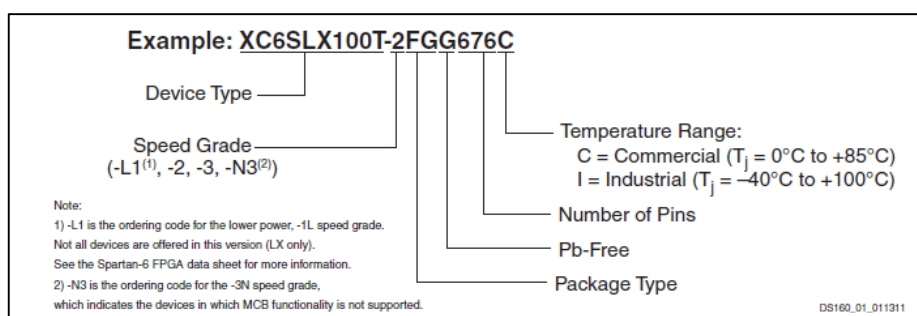 Example: XC6SLX100T-2FGG676C
Device Type
Speed Grade
(-L1(1), -2, -3, -N3(2))
Temperature Range:
C = Commercial (Tj = 0°C to +85°C)
I = Industrial (Tj = –40°C to +100°C)
Number of Pins
Pb-Free
Package Type
Note:
1) -L1 is the ordering code for the lower power, -1L speed grade.
Not all devices are offered in this version (LX only).
See the Spartan-6 FPGA data sheet for more information.
2) -N3 is the ordering code for the -3N speed grade,
which indicates the devices in which MCB functionality is not supported.
DS160_01_011311